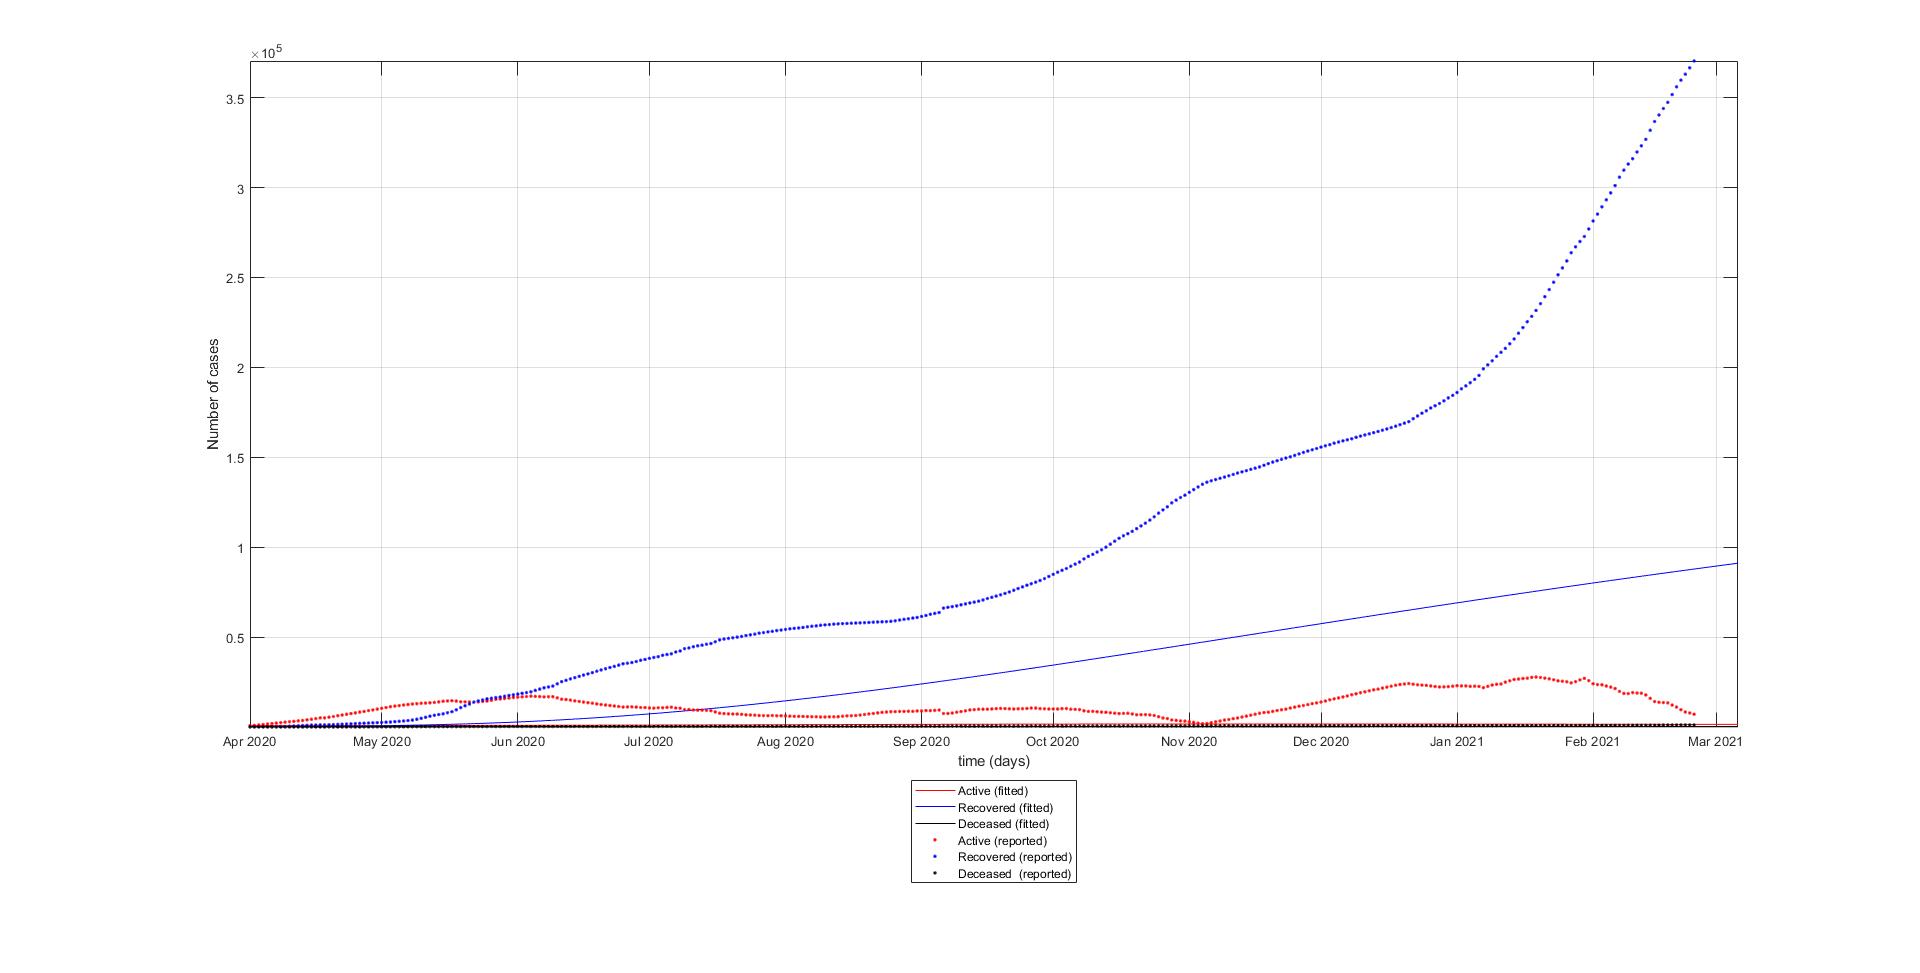 ×10^5
3.5
3
2.5
2
1.5
1
0.5
Number of cases
Apr 2020 May 2020 Jun 2020 Jul 2020 Aug 2020 Sep 2020 Oct 2020 Nov 2020 Dec 2020 Jan 2021 Feb 2021 Mar 2021
time (days)
Active (fitted)
Recovered (fitted)
Deceased (fitted)
Active (reported)
Recovered (reported)
Deceased  (reported)